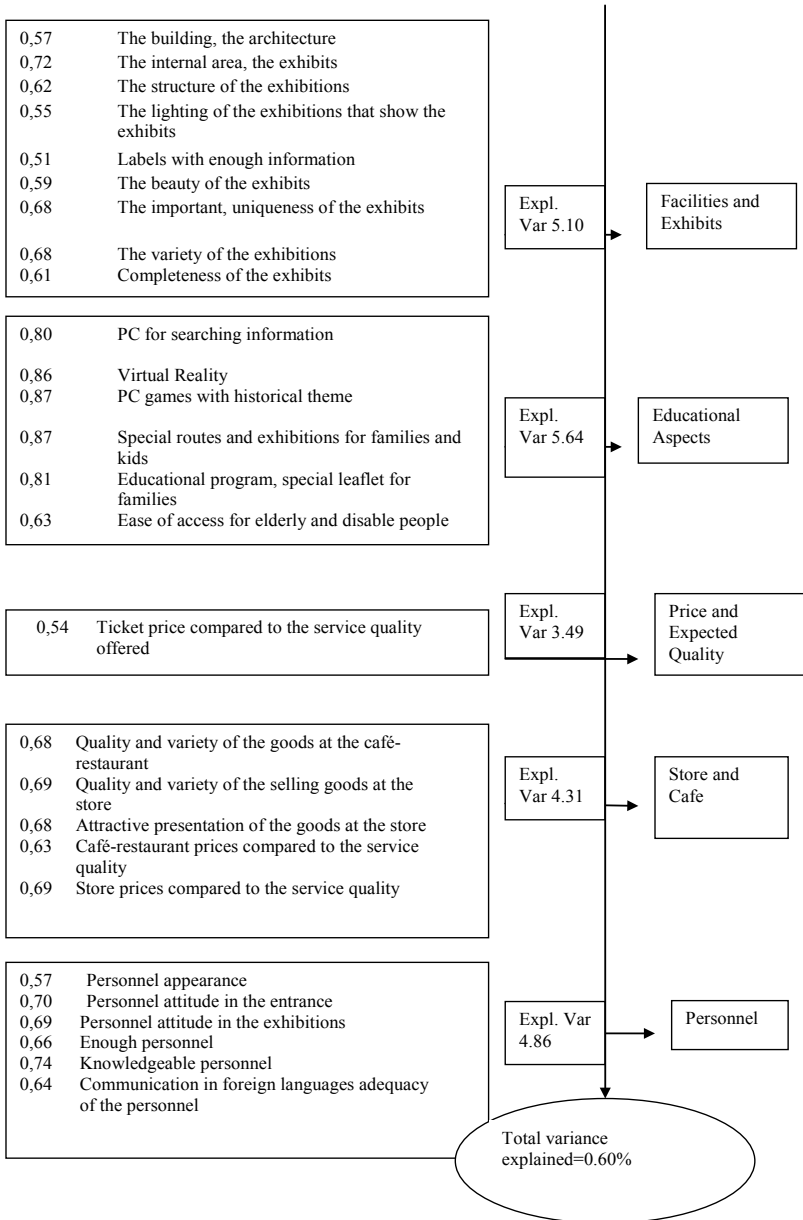 0,57 The building, the architecture
0,72 The internal area, the exhibits
0,62 The structure of the exhibitions
0,55 The lighting of the exhibitions that show the
exhibits
0,51 Labels with enough information
0,59 The beauty of the exhibits
0,68 The important, uniqueness of the exhibits
0,68 The variety of the exhibitions
0,61 Completeness of the exhibits
Expl.
Var 5.10
Facilities and
Exhibits
0,80 PC for searching information
0,86 Virtual Reality
0,87 PC games with historical theme
0,87 Special routes and exhibitions for families and
kids
0,81 Educational program, special leaflet for
families
0,63 Ease of access for elderly and disable people
Expl.
Var 5.64
Educational
Aspects
0,54 Ticket price compared to the service quality
offered
Expl.
Var 3.49
Price and
Expected
Quality
0,68 Quality and variety of the goods at the café-
restaurant
0,69 Quality and variety of the selling goods at the
store
0,68 Attractive presentation of the goods at the store
0,63 Café-restaurant prices compared to the service
quality
0,69 Store prices compared to the service quality
Expl.
Var 4.31
Store and
Cafe
0,57 Personnel appearance
0,70 Personnel attitude in the entrance
0,69 Personnel attitude in the exhibitions
0,66 Enough personnel
0,74 Knowledgeable personnel
0,64 Communication in foreign languages adequacy
of the personnel
Expl. Var
4.86
Personnel
Total variance
explained=0.60%